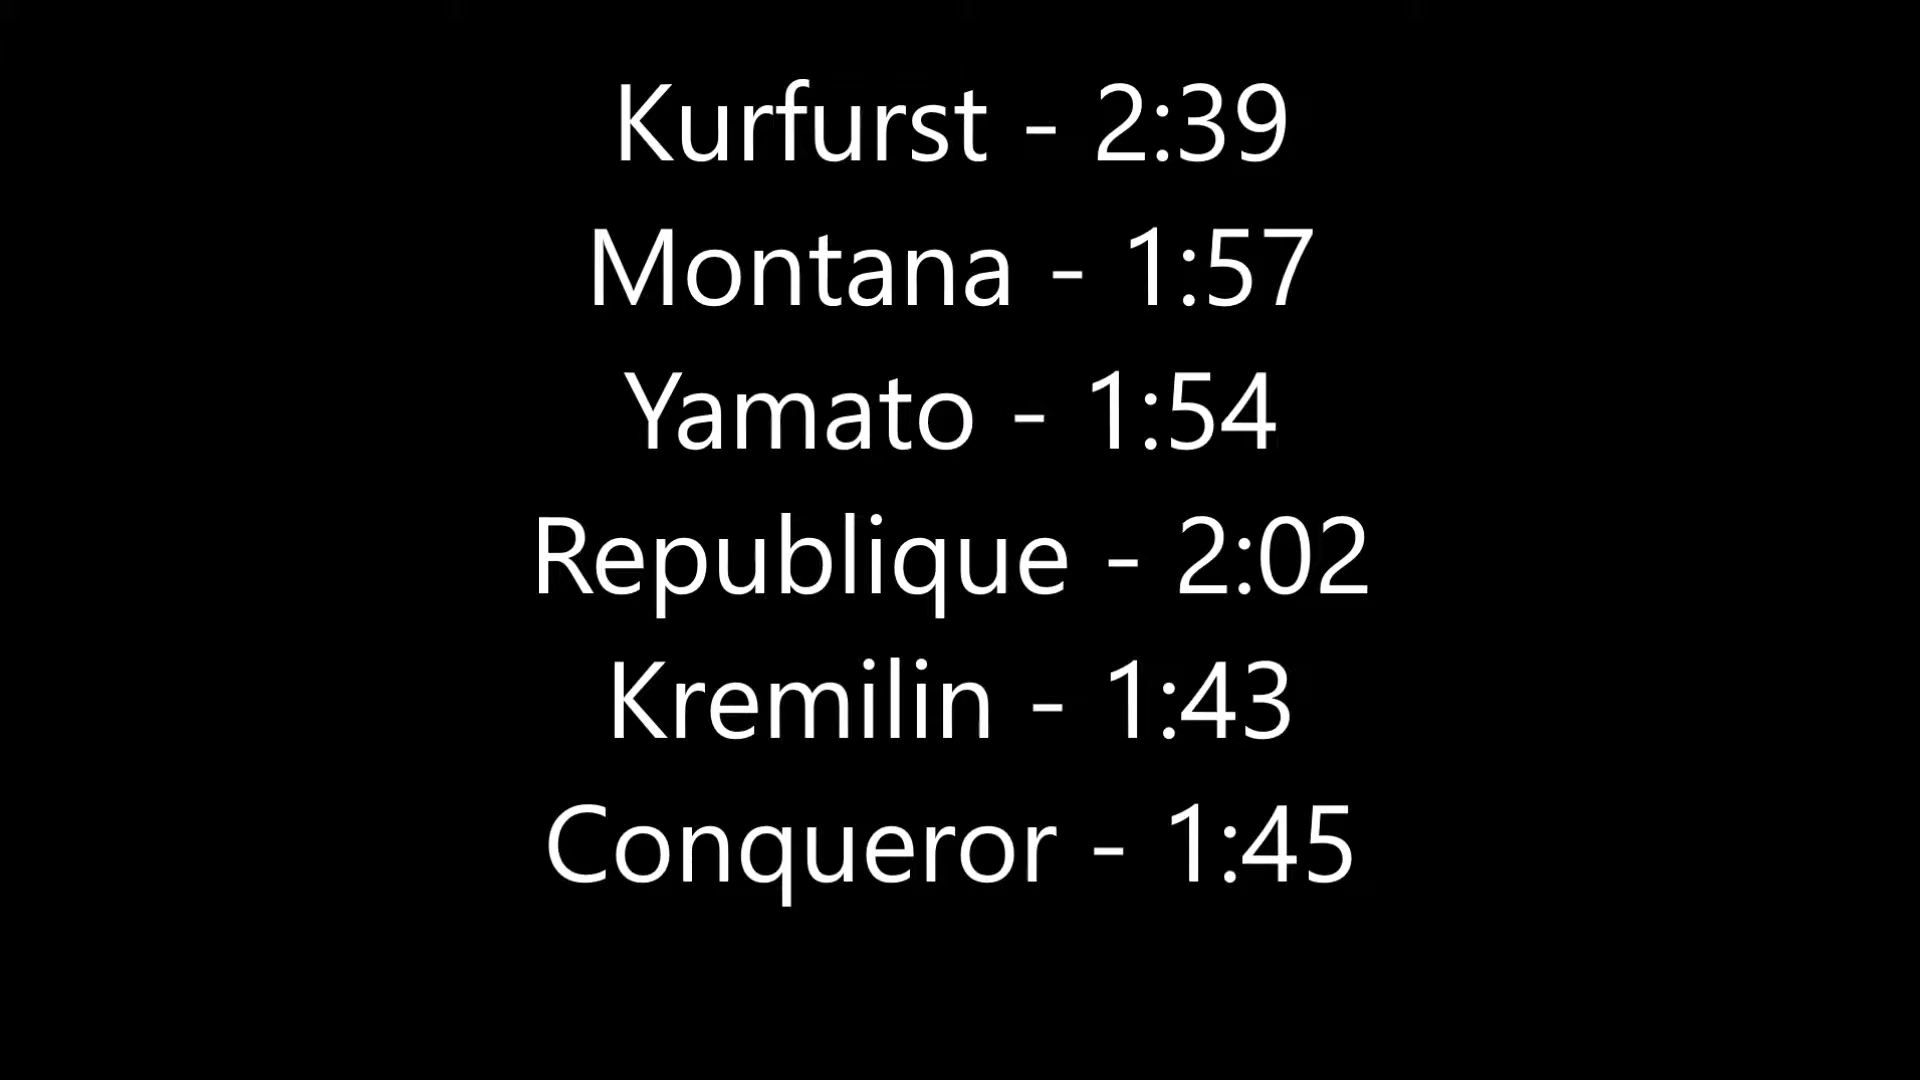 Kurfurst - 2:39
Montana - 1:57
Yamato - 1:54
Republique - 2:02
Kremilin - 1:43
Conqueror - 1:45